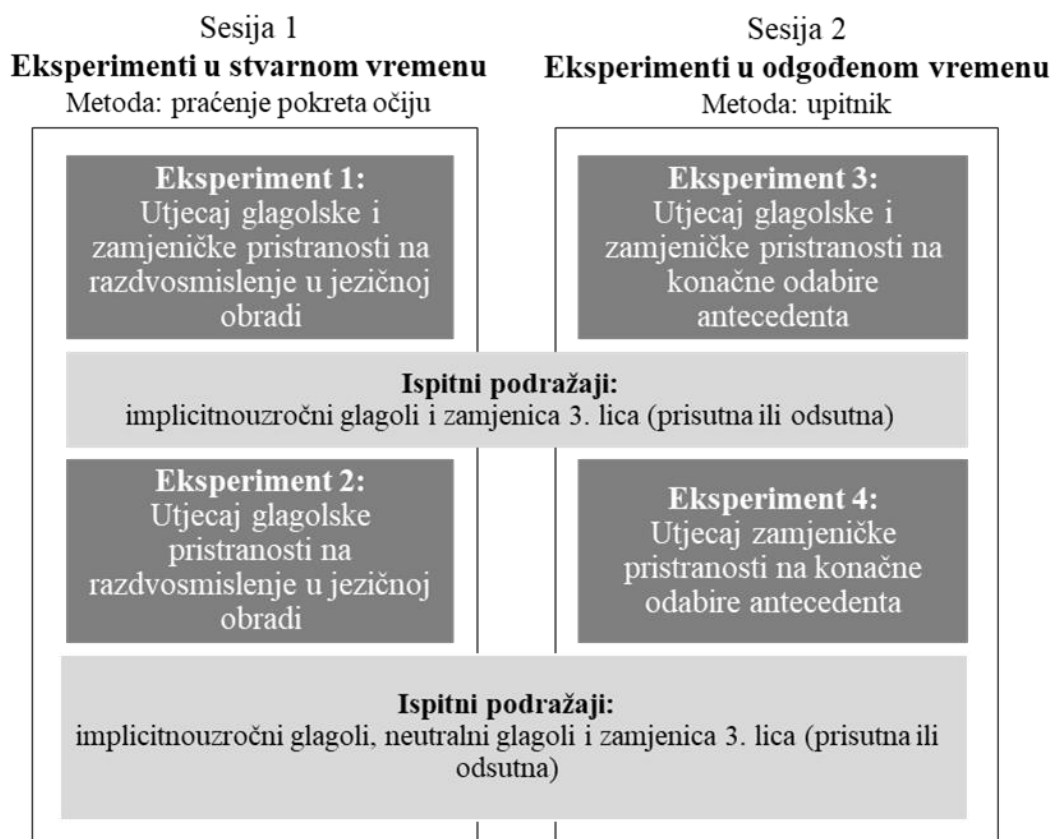 Sesija 1
Eksperimenti u stvarnom vremenu
Metoda: praćenje pokreta očiju
Sesija 2
Eksperimenti u odgođenom vremenu
Metoda: upitnik
Eksperiment 1:
Utjecaj glagolske i
zamjeničke pristranosti na
razdvosmislenje u jezičnoj
obradi
Eksperiment 3:
Utjecaj glagolske i
zamjeničke pristranosti na
konačne odabire
antecedenta
Ispitni podražaji:
implicitnouzročni glagoli i zamjenica 3. lica (prisutna ili odsutna)
Eksperiment 2:
Utjecaj glagolske
pristranosti na
razdvosmislenje u jezičnoj
obradi
Eksperiment 4:
Utjecaj zamjeničke
pristranosti na konačne
odabire antecedenta
Ispitni podražaji:
implicitnouzročni glagoli, neutralni glagoli i zamjenica 3. lica (prisutna ili
odsutna)